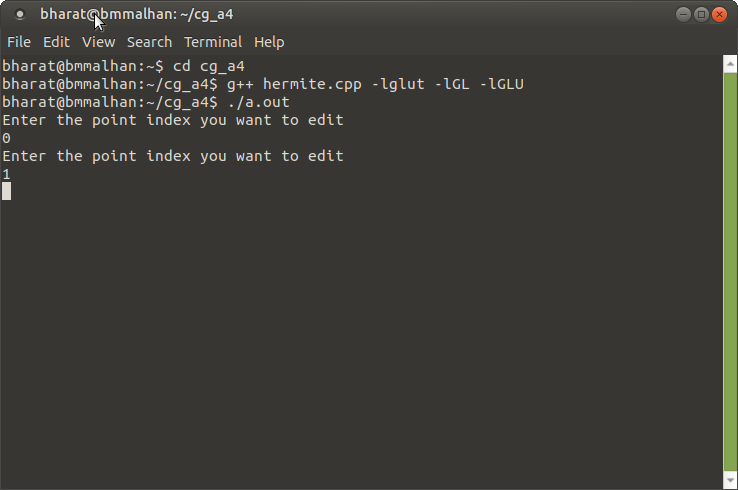 bharat@bmmalhan: ~/cg_a4
File Edit View Search Terminal Help
bharat@bmmalhan:~$ cd cg_a4
bharat@bmmalhan:~/cg_a4$ g++ hermite.cpp -lglut -lGL -lGLU
bharat@bmmalhan:~/cg_a4$ ./a.out
Enter the point index you want to edit
0
Enter the point index you want to edit
1